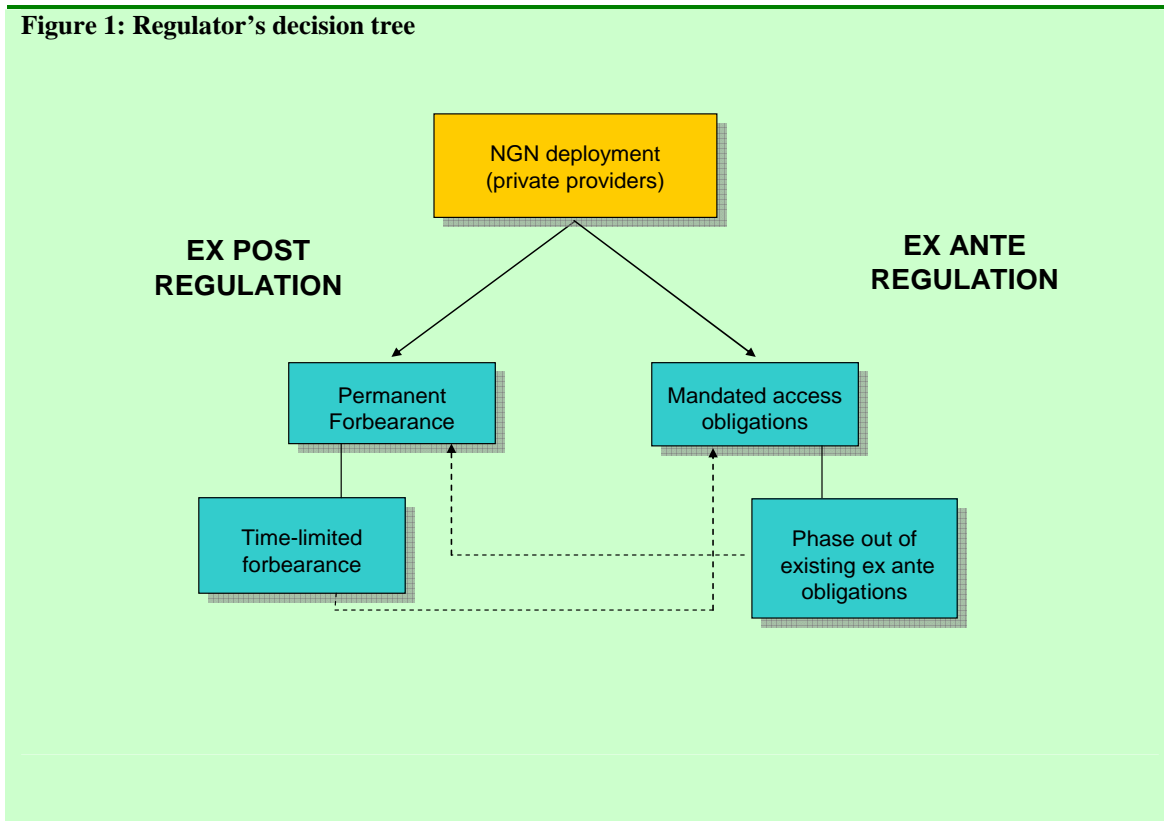 Figure 1: Regulator’s decision tree
NGN deployment
(private providers)
EX POST
REGULATION
EX ANTE
REGULATION
Permanent
Forbearance
Mandated access
obligations
Time-limited
forbearance
Phase out of
existing ex ante
obligations